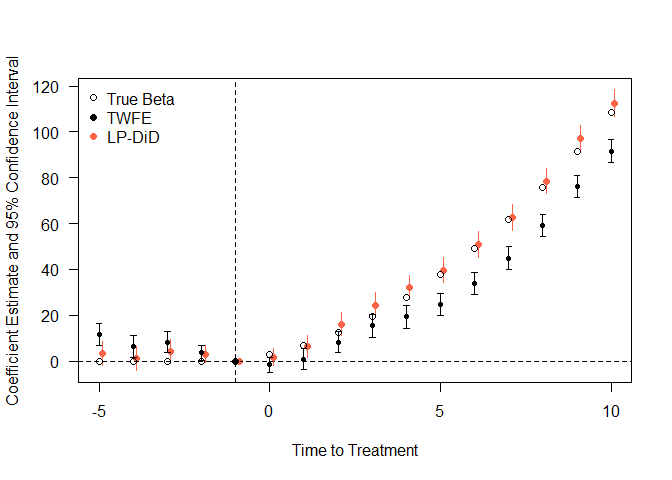 Coefficient Estimate and 95% Confidence Interval
120
100
80
60
40
20
0
True Beta
TWFE
LP-DiD
-5
0
5
10
Time to Treatment